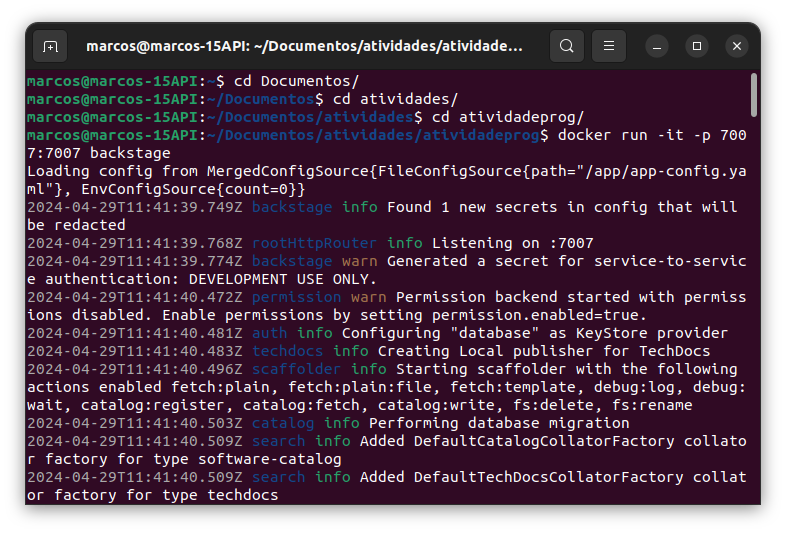 marcos@marcos-15API: ~/Documentos/atividades/atividade...
marcos@marcos-15API:~$ cd Documentos/
marcos@marcos-15API:~/Documentos$ cd atividades/
marcos@marcos-15API:~/Documentos/atividades$ cd atividadeprog/
marcos@marcos-15API:~/Documentos/atividades/atividadeprog$ docker run -it -p 700
7:7007 backstage
Loading config from MergedConfigSource{FileConfigSource{path="/app/app-config.ya
ml"}, EnvConfigSource{count=0}}
2024-04-29T11:41:39.749Z backstage info Found 1 new secrets in config that will
be redacted
2024-04-29T11:41:39.768Z rootHttpRouter info Listening on :7007
2024-04-29T11:41:39.774Z backstage warn Generated a secret for service-to-servic
e authentication: DEVELOPMENT USE ONLY.
2024-04-29T11:41:40.472Z permission warn Permission backend started with permiss
ions disabled. Enable permissions by setting permission.enabled=true.
2024-04-29T11:41:40.481Z auth info Configuring "database" as KeyStore provider
2024-04-29T11:41:40.483Z techdocs info Creating Local publisher for TechDocs
2024-04-29T11:41:40.496Z scaffolder info Starting scaffolder with the following
actions enabled fetch:plain, fetch:plain:file, fetch:template, debug:log, debug:
wait, catalog:register, catalog:fetch, catalog:write, fs:delete, fs:rename
2024-04-29T11:41:40.503Z catalog info Performing database migration
2024-04-29T11:41:40.509Z search info Added DefaultCatalogCollatorFactory collato
r factory for type software-catalog
2024-04-29T11:41:40.509Z search info Added DefaultTechDocsCollatorFactory collat
or factory for type techdocs